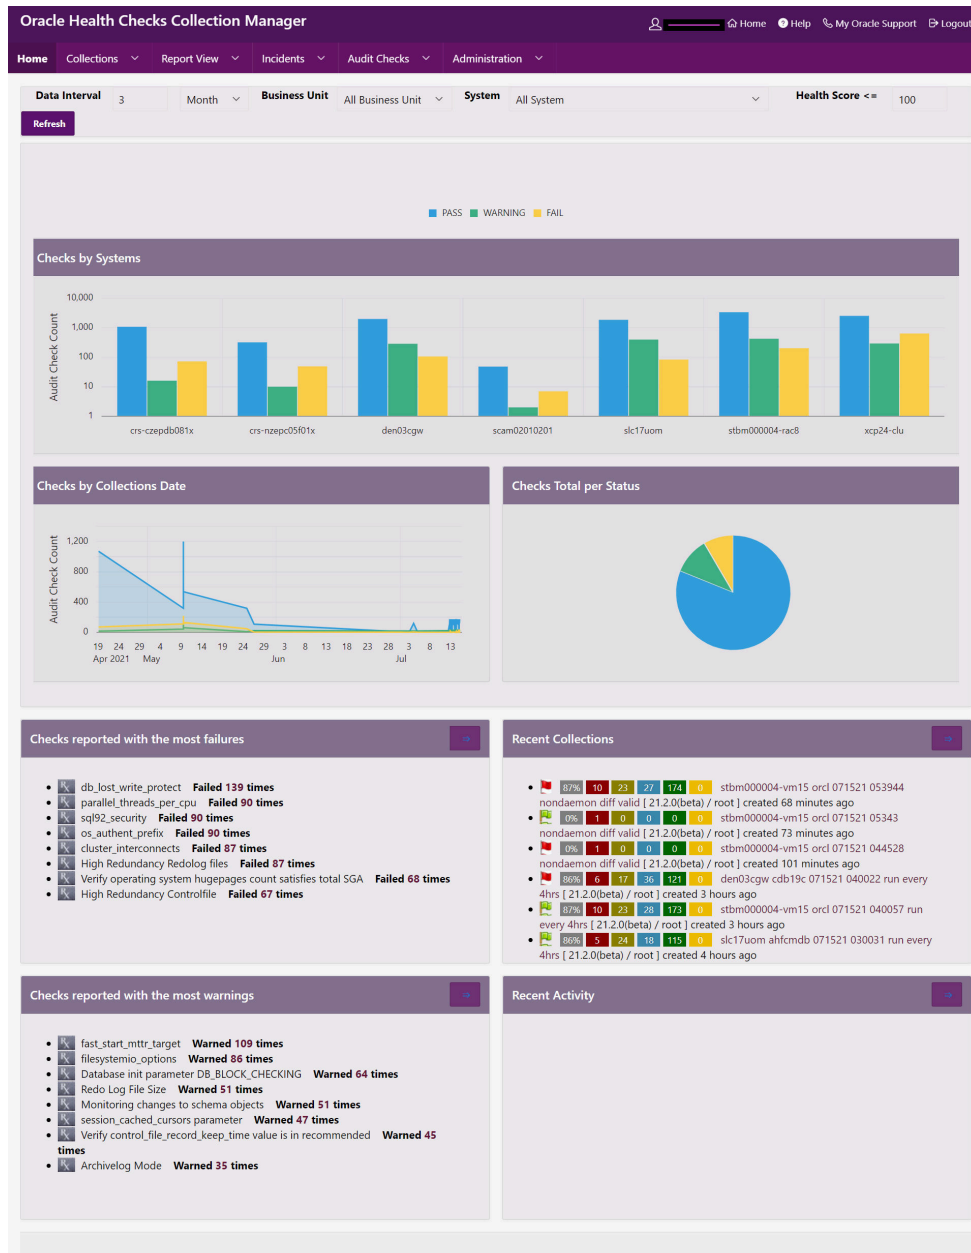 Oracle Health Checks Collection Manager
Home Help My Oracle Support Logout
Home Collections Report View Incidents Audit Checks Administration
Data Interval 3 Month Business Unit All Business Unit System All System Health Score <= 100
Refresh
PASS WARNING FAIL
Checks by Systems
Audit Check Count
10,000
1,000
100
10
1
crs-czepdb081x crs-nzepc05f01x den03cgw scam02010201 slc17uom stbm000004-rac8 xcp24-clu
Checks by Collections Date
Audit Check Count
1,200
800
400
0
19 24 29 4 9 14 19 24 29 3 8 13 18 23 28 3 8 13
Apr 2021 May Jun Jul
Checks Total per Status
Checks reported with the most failures
db_lost_write_protect Failed 139 times
parallel_threads_per_cpu Failed 90 times
sql92_security Failed 90 times
os_authent_prefix Failed 90 times
cluster_interconnects Failed 87 times
High Redundancy Redolog files Failed 87 times
Verify operating system hugepages count satisfies total SGA Failed 68 times
High Redundancy Controlfile Failed 67 times
Recent Collections
87% 10 23 27 174 0 stbm000004-vm15 orcl 071521 053944
nondaemon diff valid [ 21.2.0(beta) / root ] created 68 minutes ago
0% 1 0 0 0 0 stbm000004-vm15 orcl 071521 05343
nondaemon diff valid [ 21.2.0(beta) / root ] created 73 minutes ago
0% 1 0 0 0 0 stbm000004-vm15 orcl 071521 044528
nondaemon diff valid [ 21.2.0(beta) / root ] created 101 minutes ago
86% 6 17 36 121 0 den03cgw cdb19c 071521 040022 run every
4hrs [ 21.2.0(beta) / root ] created 3 hours ago
87% 10 23 28 173 0 stbm000004-vm15 orcl 071521 040057 run
every 4hrs [ 21.2.0(beta) / root ] created 3 hours ago
86% 5 24 18 115 0 slc17uom ahfcmdb 071521 030031 run every
4hrs [ 21.2.0(beta) / root ] created 4 hours ago
Checks reported with the most warnings
fast_start_mttr_target Warned 109 times
filesystemio_options Warned 86 times
Database init parameter DB_BLOCK_CHECKING Warned 64 times
Redo Log File Size Warned 51 times
Monitoring changes to schema objects Warned 51 times
session_cached_cursors parameter Warned 47 times
Verify control_file_record_keep_time value is in recommended Warned 45
times
Archivelog Mode Warned 35 times
Recent Activity